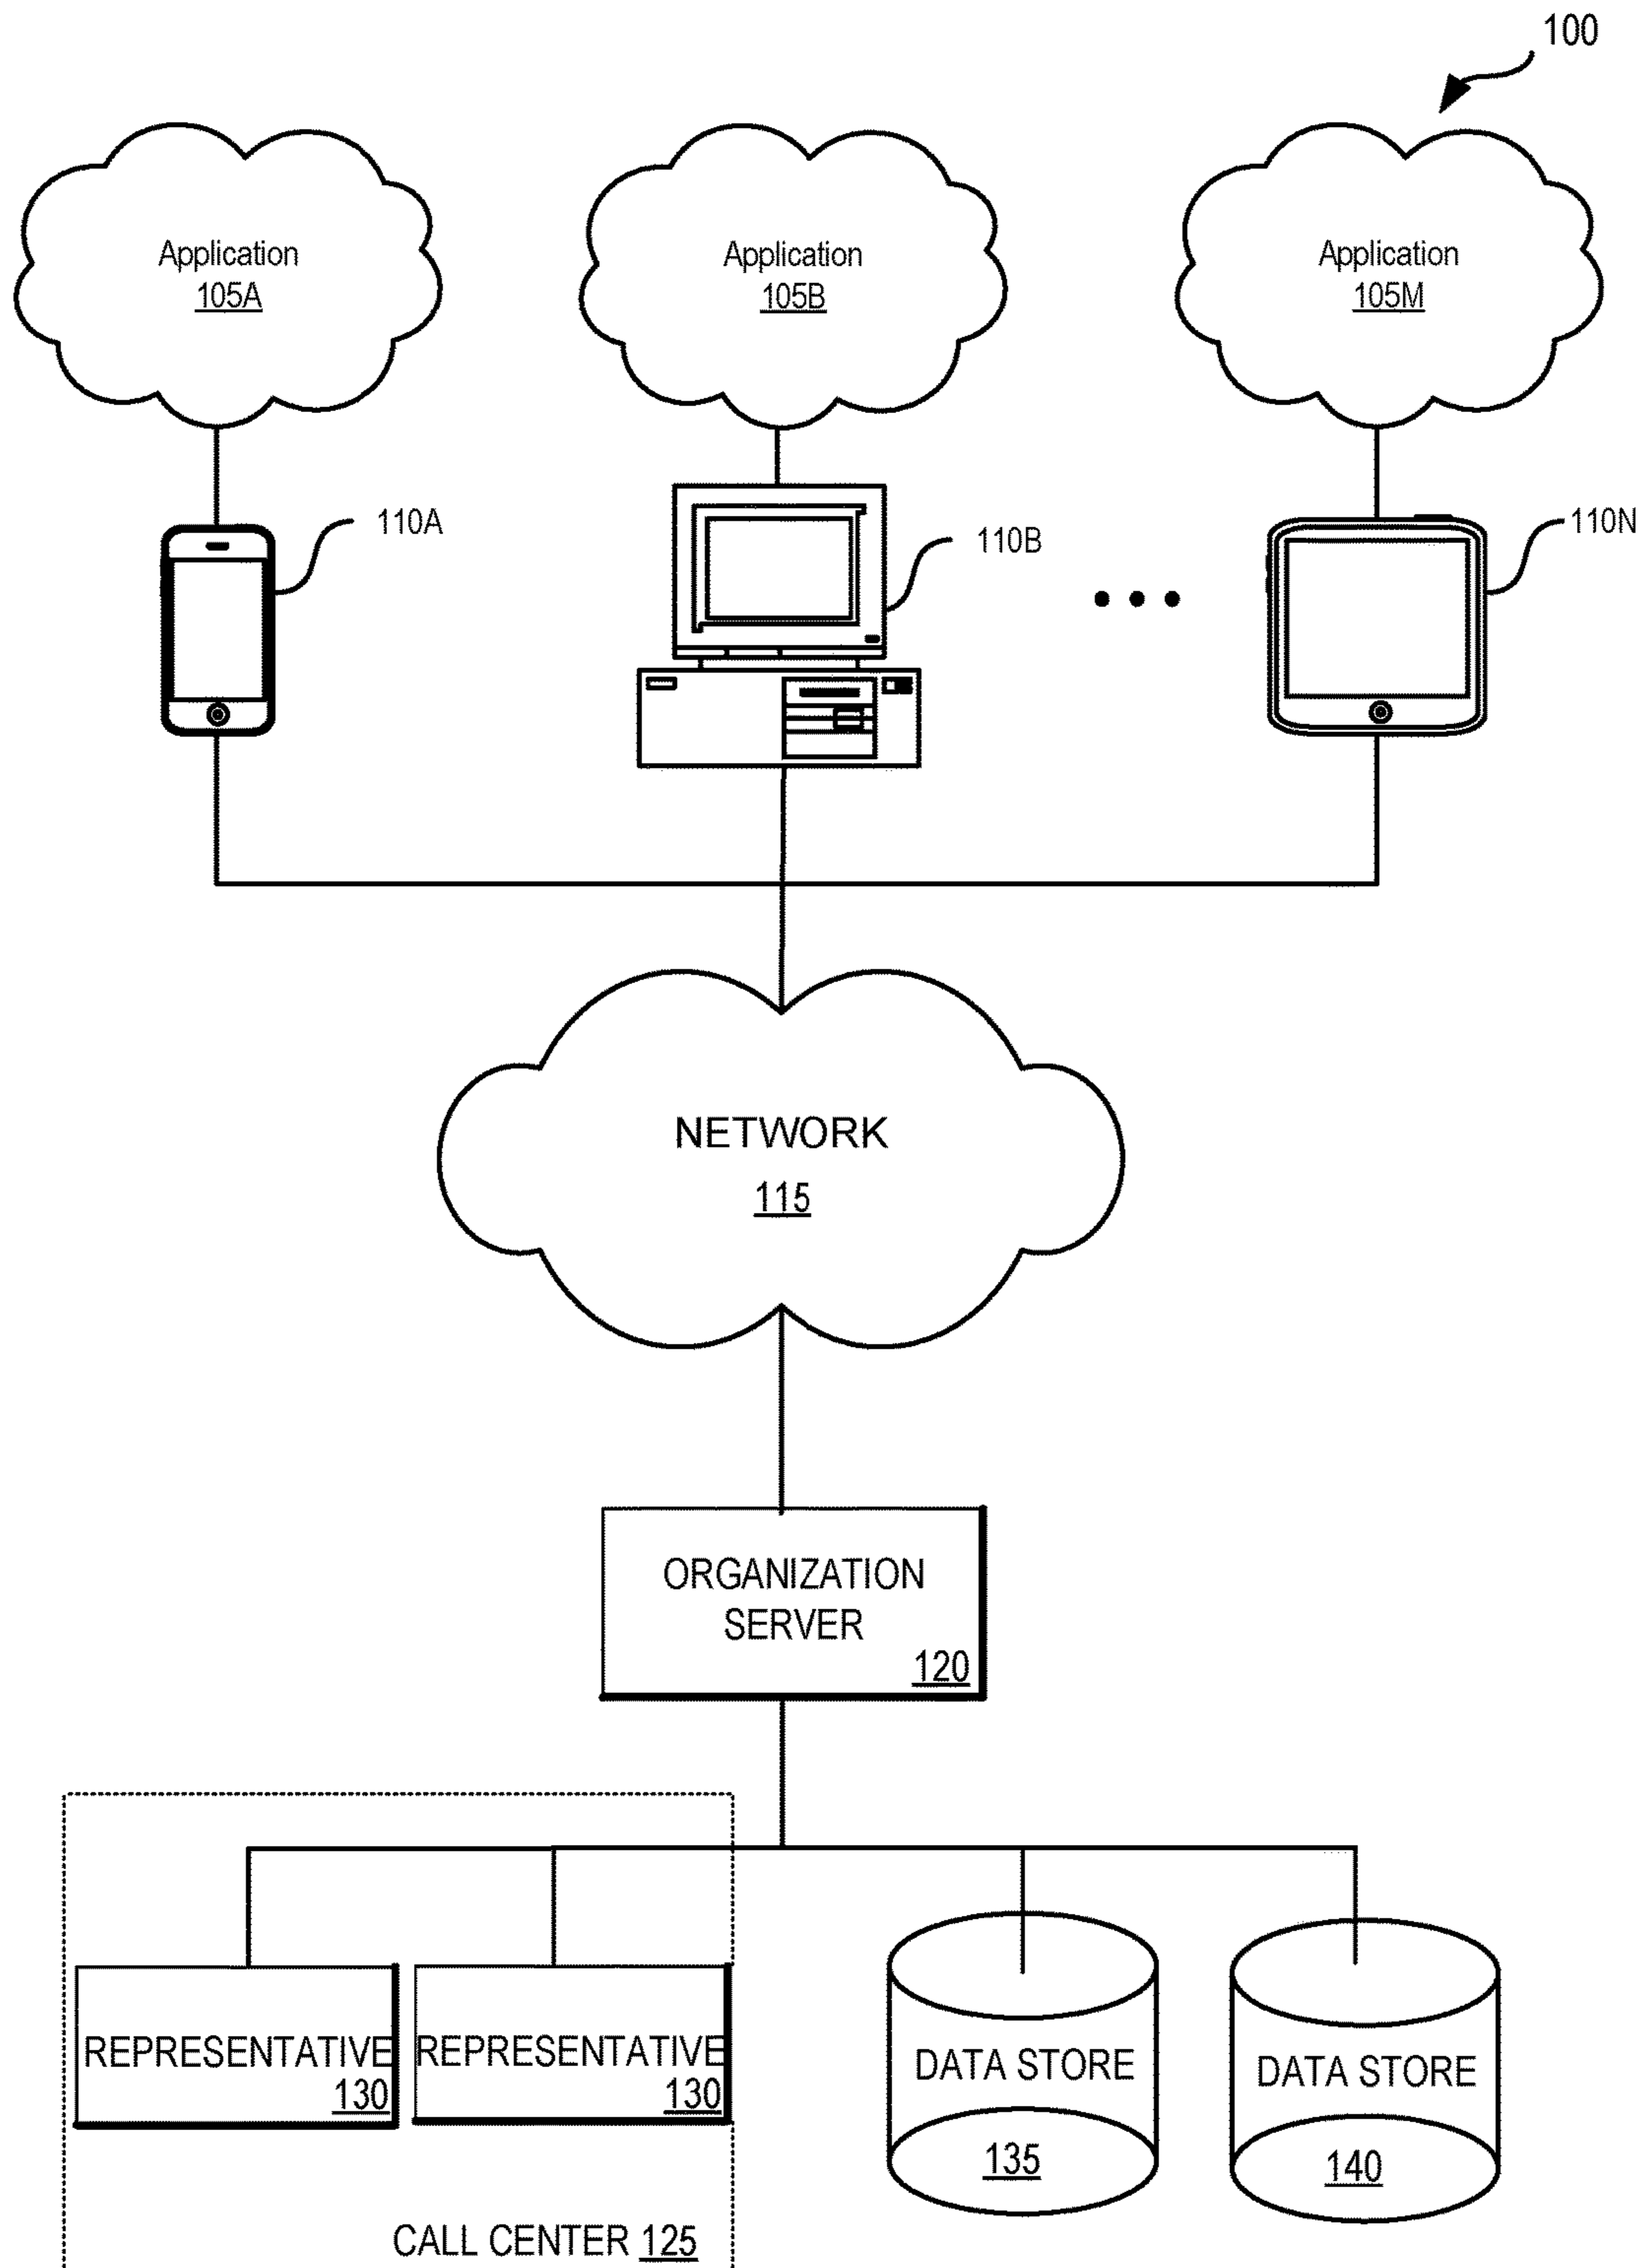 100
Application
105A
Application
105B
Application
105M
110A
110B
110N
NETWORK
115
ORGANIZATION
SERVER
120
REPRESENTATIVE
130
REPRESENTATIVE
130
DATA STORE
135
DATA STORE
140
CALL CENTER 125